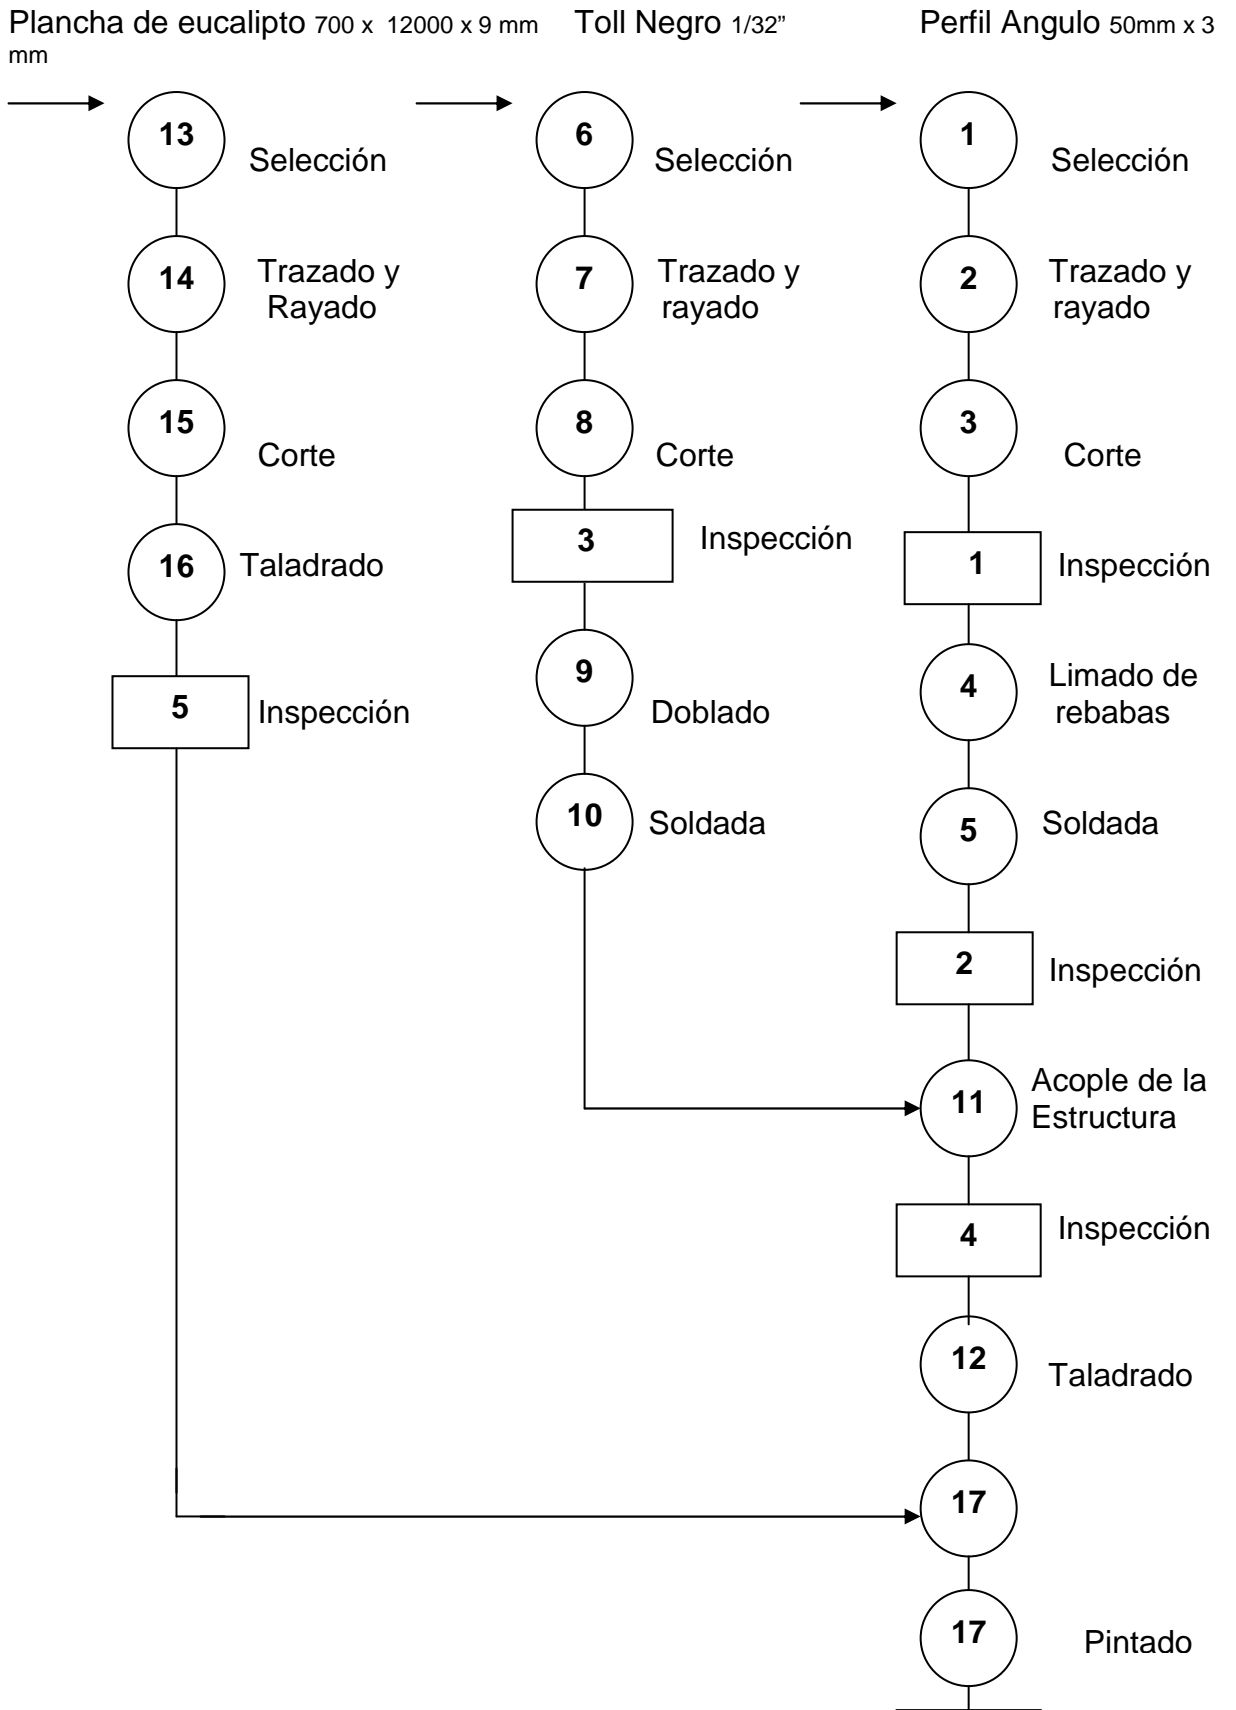 Plancha de eucalipto 700 x 12000 x 9 mm Toll Negro 1/32” Perfil Angulo 50mm x 3
mm
13
Selección
14
Trazado y
Rayado
15
Corte
16
Taladrado
5
Inspección
6
Selección
7
Trazado y
rayado
8
Corte
3
Inspección
9
Doblado
10
Soldada
1
Selección
2
Trazado y
rayado
3
Corte
1
Inspección
4
Limado de
rebabas
5
Soldada
2
Inspección
11
Acople de la
Estructura
4
Inspección
12
Taladrado
17
17
Pintado